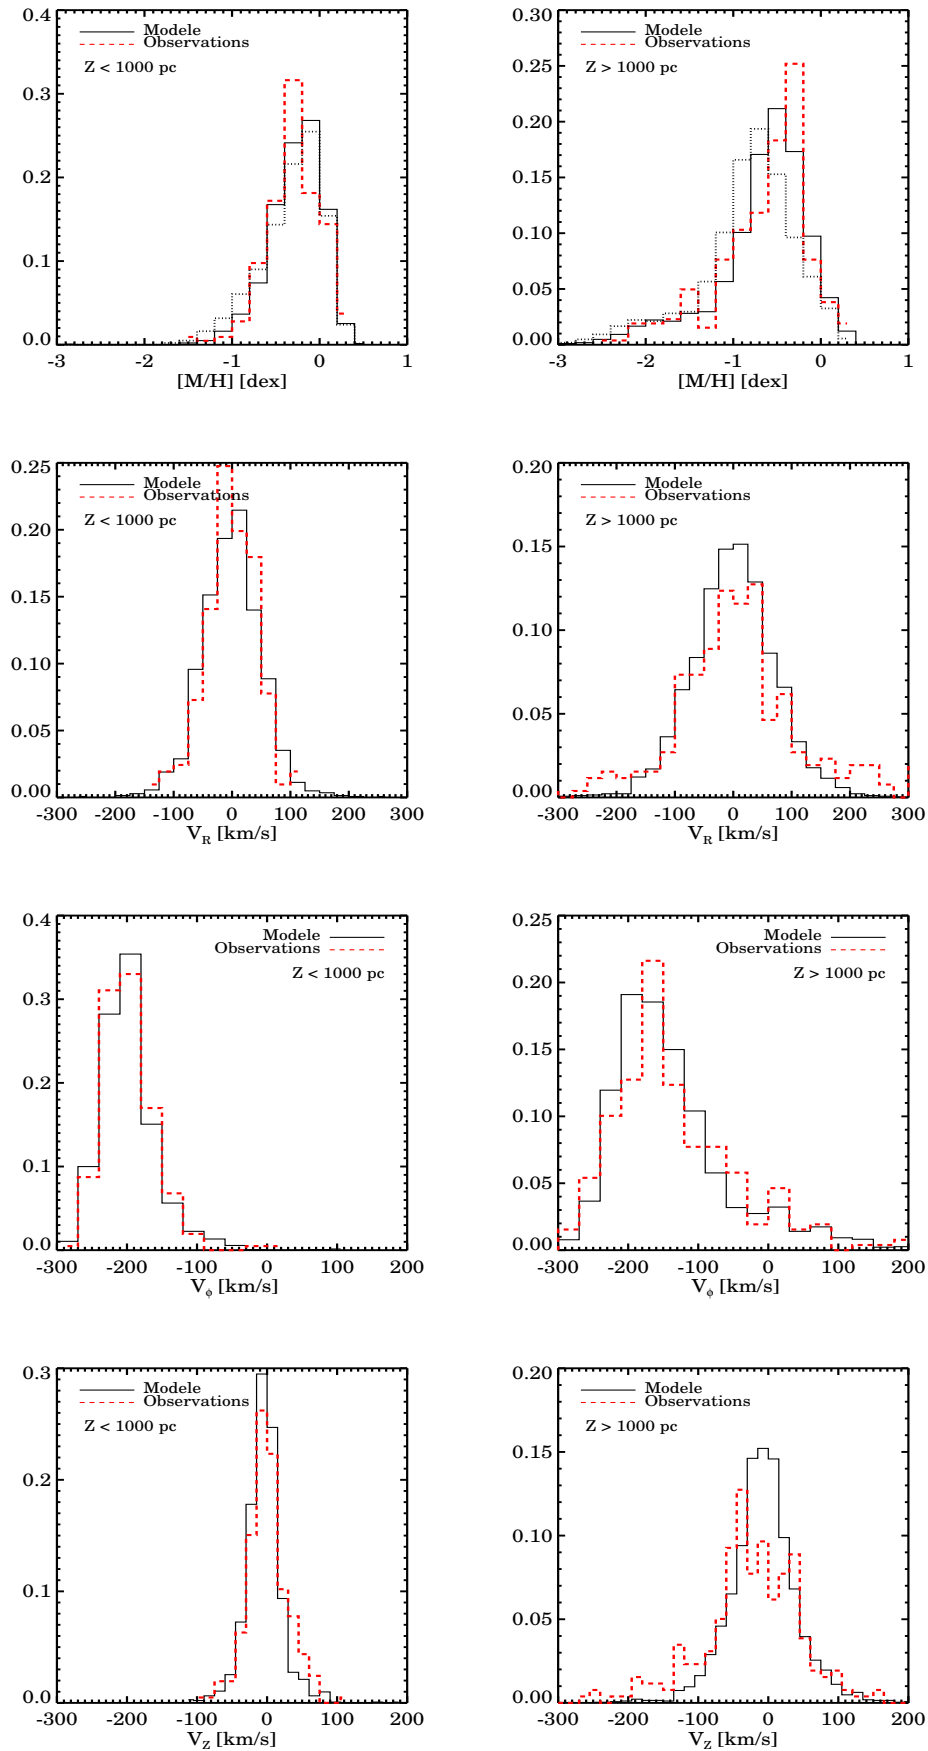 0.4
0.3
0.2
0.1
0.0
Modele
Observations
Z < 1000 pc
-3 -2 -1 0 1
[M/H] [dex]
0.30
0.25
0.20
0.15
0.10
0.05
0.00
Modele
Observations
Z > 1000 pc
-3 -2 -1 0 1
[M/H] [dex]
0.25
0.20
0.15
0.10
0.05
0.00
Modele
Observations
Z < 1000 pc
-300 -200 -100 0 100 200 300
V_R [km/s]
0.20
0.15
0.10
0.05
0.00
Modele
Observations
Z > 1000 pc
-300 -200 -100 0 100 200 300
V_R [km/s]
0.4
0.3
0.2
0.1
0.0
Modele
Observations
Z < 1000 pc
-300 -200 -100 0 100 200
V_ϕ [km/s]
0.25
0.20
0.15
0.10
0.05
0.00
Modele
Observations
Z > 1000 pc
-300 -200 -100 0 100 200
V_ϕ [km/s]
0.3
0.2
0.1
0.0
Modele
Observations
Z < 1000 pc
-200 -100 0 100 200
V_Z [km/s]
0.20
0.15
0.10
0.05
0.00
Modele
Observations
Z > 1000 pc
-300 -200 -100 0 100 200
V_Z [km/s]